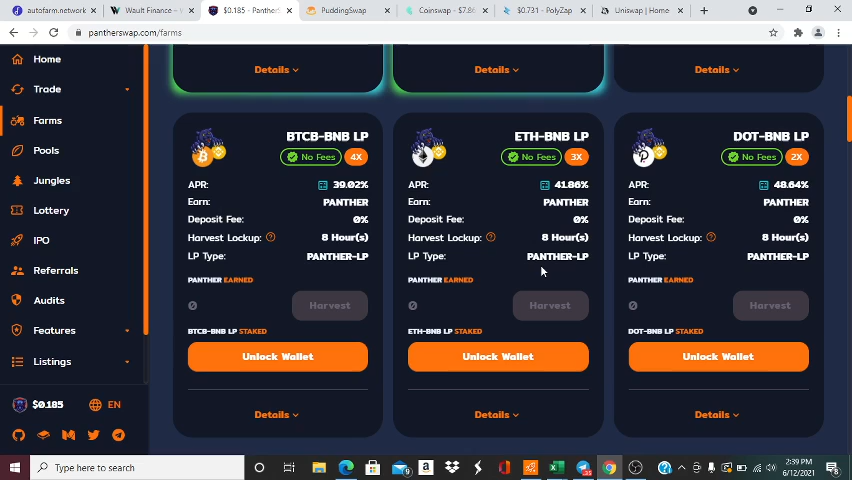 autofarm.network
Wault Finance –
$0.185 - PantherS
PuddingSwap
Coinswap - $7.86
$0.731 - PolyZap
Uniswap | Home
pantherswap.com/farms
Home
Trade
Farms
Pools
Jungles
Lottery
IPO
Referrals
Audits
Features
Listings
$0.185
EN
Details
Details
Details
BTCB-BNB LP
No Fees
4X
APR:
39.02%
Earn:
PANTHER
Deposit Fee:
0%
Harvest Lockup:
8 Hour(s)
LP Type:
PANTHER-LP
PANTHER EARNED
0
Harvest
BTCB-BNB LP STAKED
Unlock Wallet
Details
ETH-BNB LP
No Fees
3X
APR:
41.86%
Earn:
PANTHER
Deposit Fee:
0%
Harvest Lockup:
8 Hour(s)
LP Type:
PANTHER-LP
PANTHER EARNED
0
Harvest
ETH-BNB LP STAKED
Unlock Wallet
Details
DOT-BNB LP
No Fees
2X
APR:
48.64%
Earn:
PANTHER
Deposit Fee:
0%
Harvest Lockup:
8 Hour(s)
LP Type:
PANTHER-LP
PANTHER EARNED
0
Harvest
DOT-BNB LP STAKED
Unlock Wallet
Details
Type here to search
2:39 PM
6/12/2021